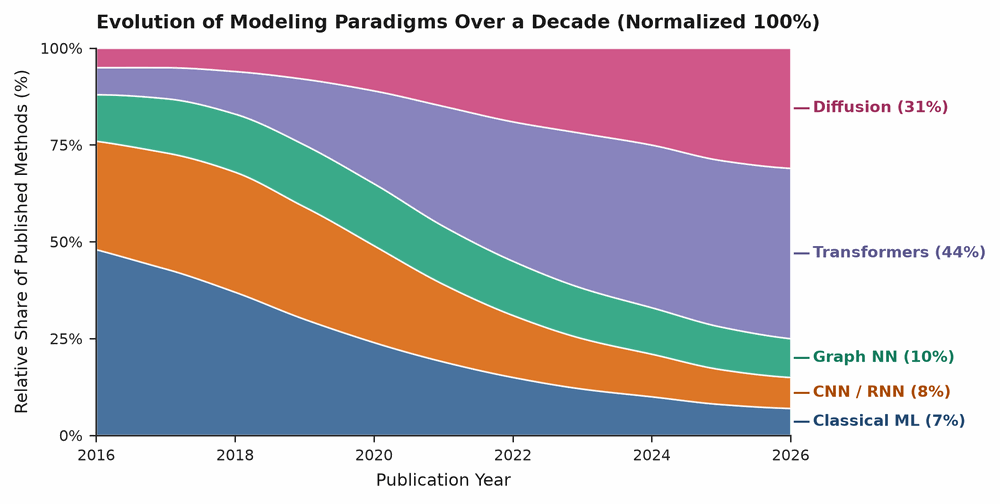 Evolution of Modeling Paradigms Over a Decade (Normalized 100%)
Relative Share of Published Methods (%)
100%
75%
50%
25%
0%
Diffusion (31%)
Transformers (44%)
Graph NN (10%)
CNN / RNN (8%)
Classical ML (7%)
2016 2018 2020 2022 2024 2026
Publication Year